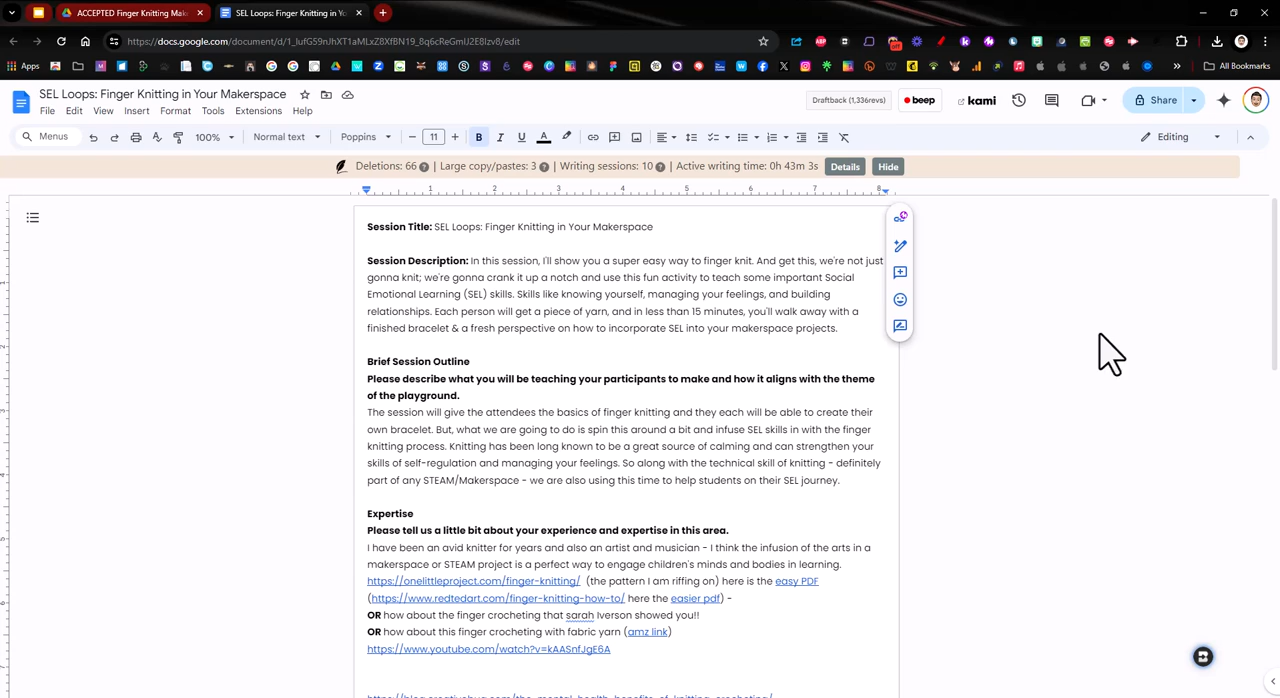 ACCEPTED Finger Knitting Mak
SEL Loops: Finger Knitting in Yo
Apps
All Bookmarks
SEL Loops: Finger Knitting in Your Makerspace
File Edit View Insert Format Tools Extensions Help
Draftback (1,336revs)
beep
kami
Share
Menus
100%
Normal text
Poppins
11
B I U A
Editing
Deletions: 66 | Large copy/pastes: 3 | Writing sessions: 10 | Active writing time: 0h 43m 3s
Details
Hide
1 2 3 4 5 6 7 8
Session Title: SEL Loops: Finger Knitting in Your Makerspace
Session Description: In this session, I'll show you a super easy way to finger knit. And get this, we're not just
gonna knit; we're gonna crank it up a notch and use this fun activity to teach some important Social
Emotional Learning (SEL) skills. Skills like knowing yourself, managing your feelings, and building
relationships. Each person will get a piece of yarn, and in less than 15 minutes, you'll walk away with a
finished bracelet & a fresh perspective on how to incorporate SEL into your makerspace projects.
Brief Session Outline
Please describe what you will be teaching your participants to make and how it aligns with the theme
of the playground.
The session will give the attendees the basics of finger knitting and they each will be able to create their
own bracelet. But, what we are going to do is spin this around a bit and infuse SEL skills in with the finger
knitting process. Knitting has been long known to be a great source of calming and can strengthen your
skills of self-regulation and managing your feelings. So along with the technical skill of knitting - definitely
part of any STEAM/Makerspace - we are also using this time to help students on their SEL journey.
Expertise
Please tell us a little bit about your experience and expertise in this area.
I have been an avid knitter for years and also an artist and musician - I think the infusion of the arts in a
makerspace or STEAM project is a perfect way to engage children's minds and bodies in learning.
https://onelittleproject.com/finger-knitting/ (the pattern I am riffing on) here is the easy PDF
(https://www.redtedart.com/finger-knitting-how-to/ here the easier pdf) -
OR how about the finger crocheting that sarah Iverson showed you!!
OR how about this finger crocheting with fabric yarn (amz link)
https://www.youtube.com/watch?v=kAASnfJgE6A